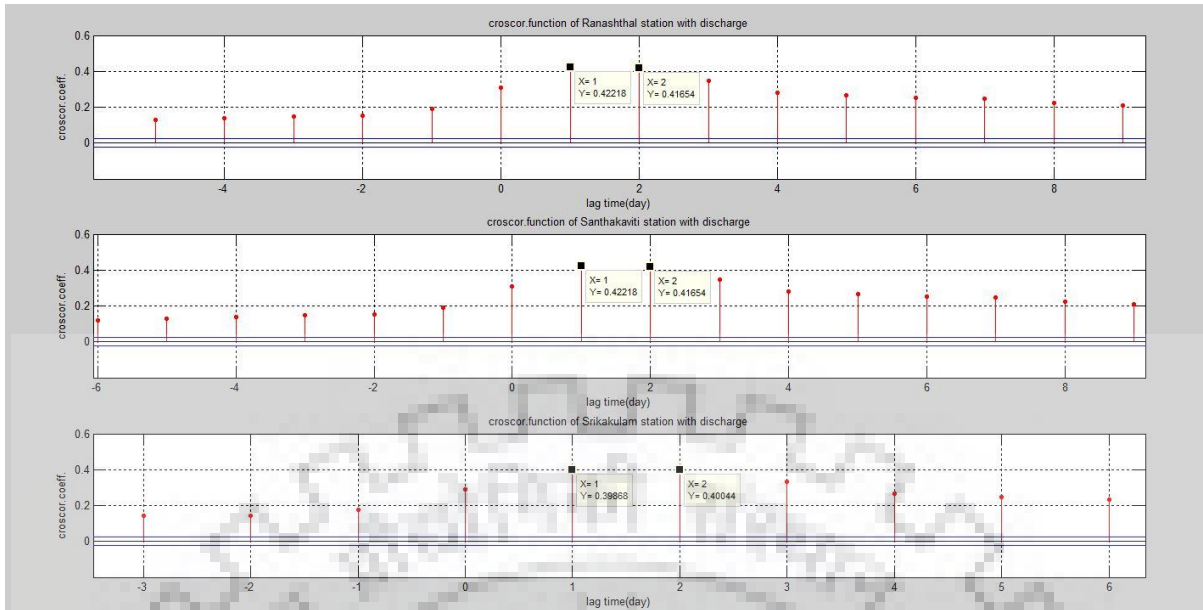 croscor.function of Ranashthal station with discharge
0.6
0.4
0.2
0
croscor.coeff.
X= 1
Y= 0.42218
X= 2
Y= 0.41654
-4 -2 0 2 4 6 8
lag time(day)
croscor.function of Santhakaviti station with discharge
0.6
0.4
0.2
0
croscor.coeff.
X= 1
Y= 0.42218
X= 2
Y= 0.41654
-6 -4 -2 0 2 4 6 8
lag time(day)
croscor.function of Srikakulam station with discharge
0.6
0.4
0.2
0
croscor.coeff.
X= 1
Y= 0.39868
X= 2
Y= 0.40044
-3 -2 -1 0 1 2 3 4 5 6
lag time(day)